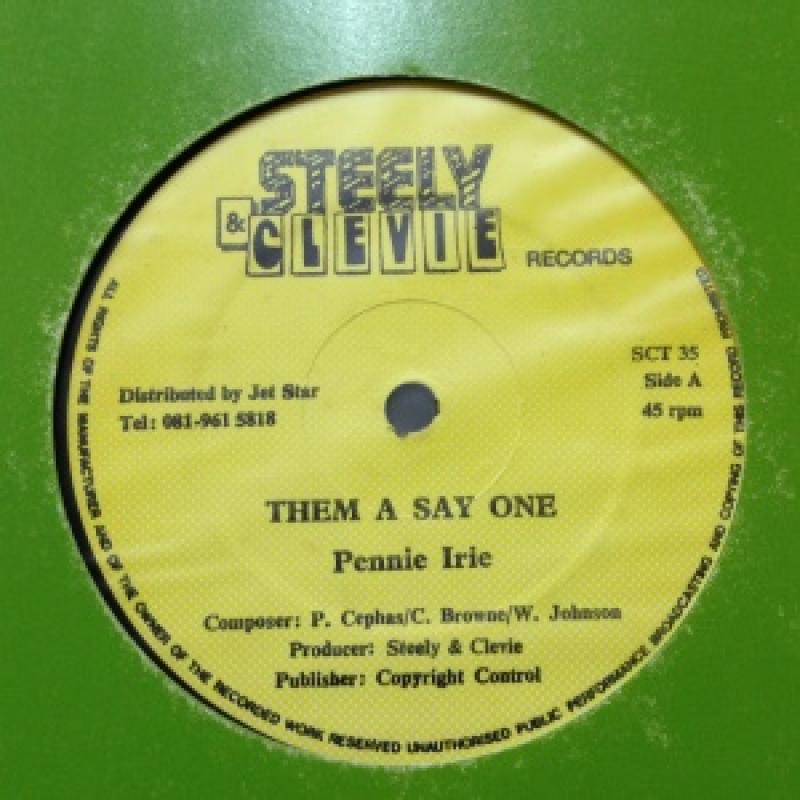 STEELY
& CLEVIE
RECORDS
Distributed by Jet Star
Tel: 081-961 5818
SCT 35
Side A
45 rpm
THEM A SAY ONE
Pennie Irie
Composer: P. Cephas/C. Browne/W. Johnson
Producer: Steely & Clevie
Publisher: Copyright Control
ALL RIGHTS OF THE MANUFACTURER AND OF THE OWNER OF THE RECORDED WORK RESERVED UNAUTHORISED PUBLIC PERFORMANCE BROADCASTING AND COPYING OF THIS RECORD PROHIBITED